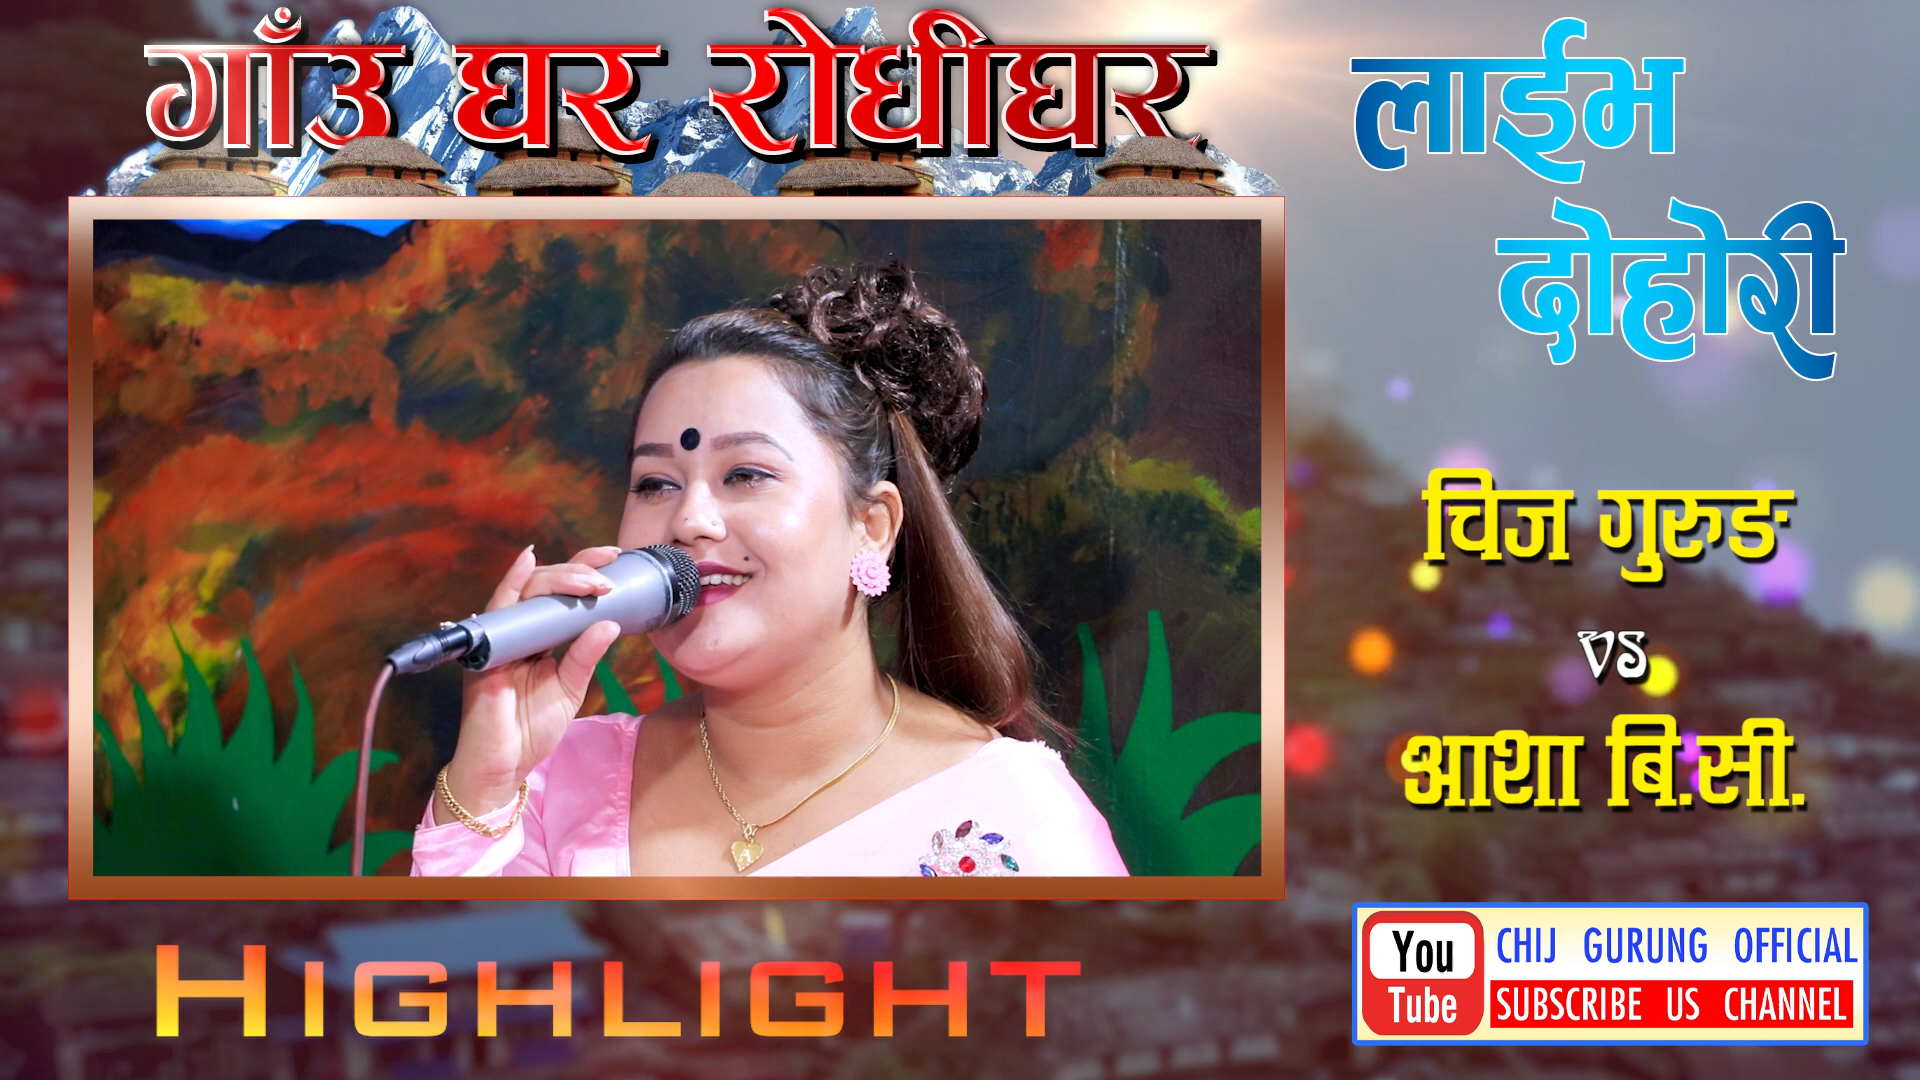 गाँउ घर रोधीघर
लाईभ
दोहोरी
चिज गुरुङ
VS
आशा बि.सी.
A
HIGHLIGHT
You
Tube
CHIJ GURUNG OFFICIAL
SUBSCRIBE US CHANNEL